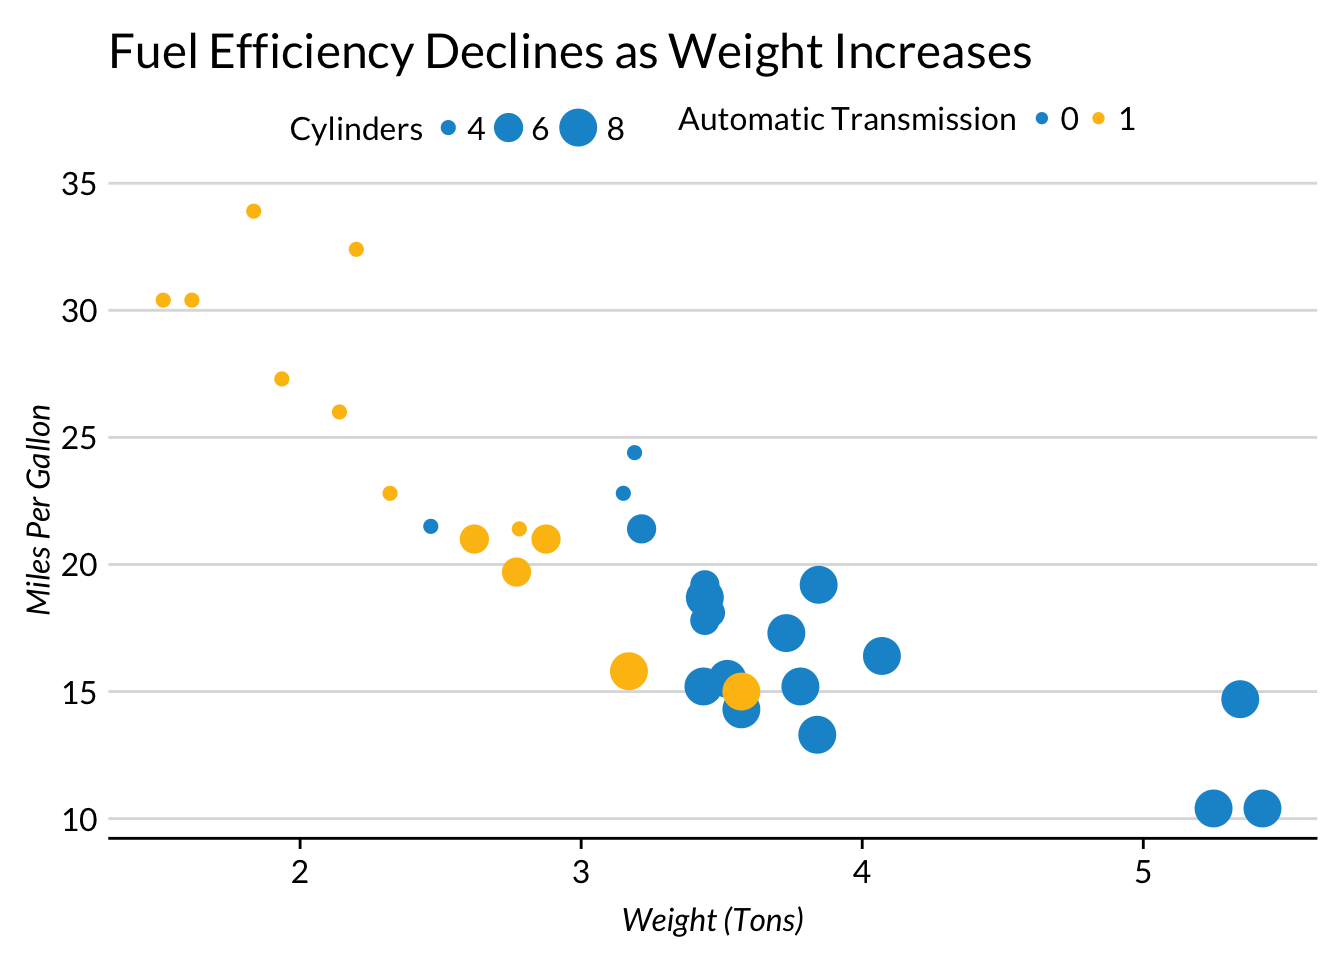 Fuel Efficiency Declines as Weight Increases
Cylinders 4 6 8 Automatic Transmission 0 1
35
30
25
20
15
10
Miles Per Gallon
2 3 4 5
Weight (Tons)